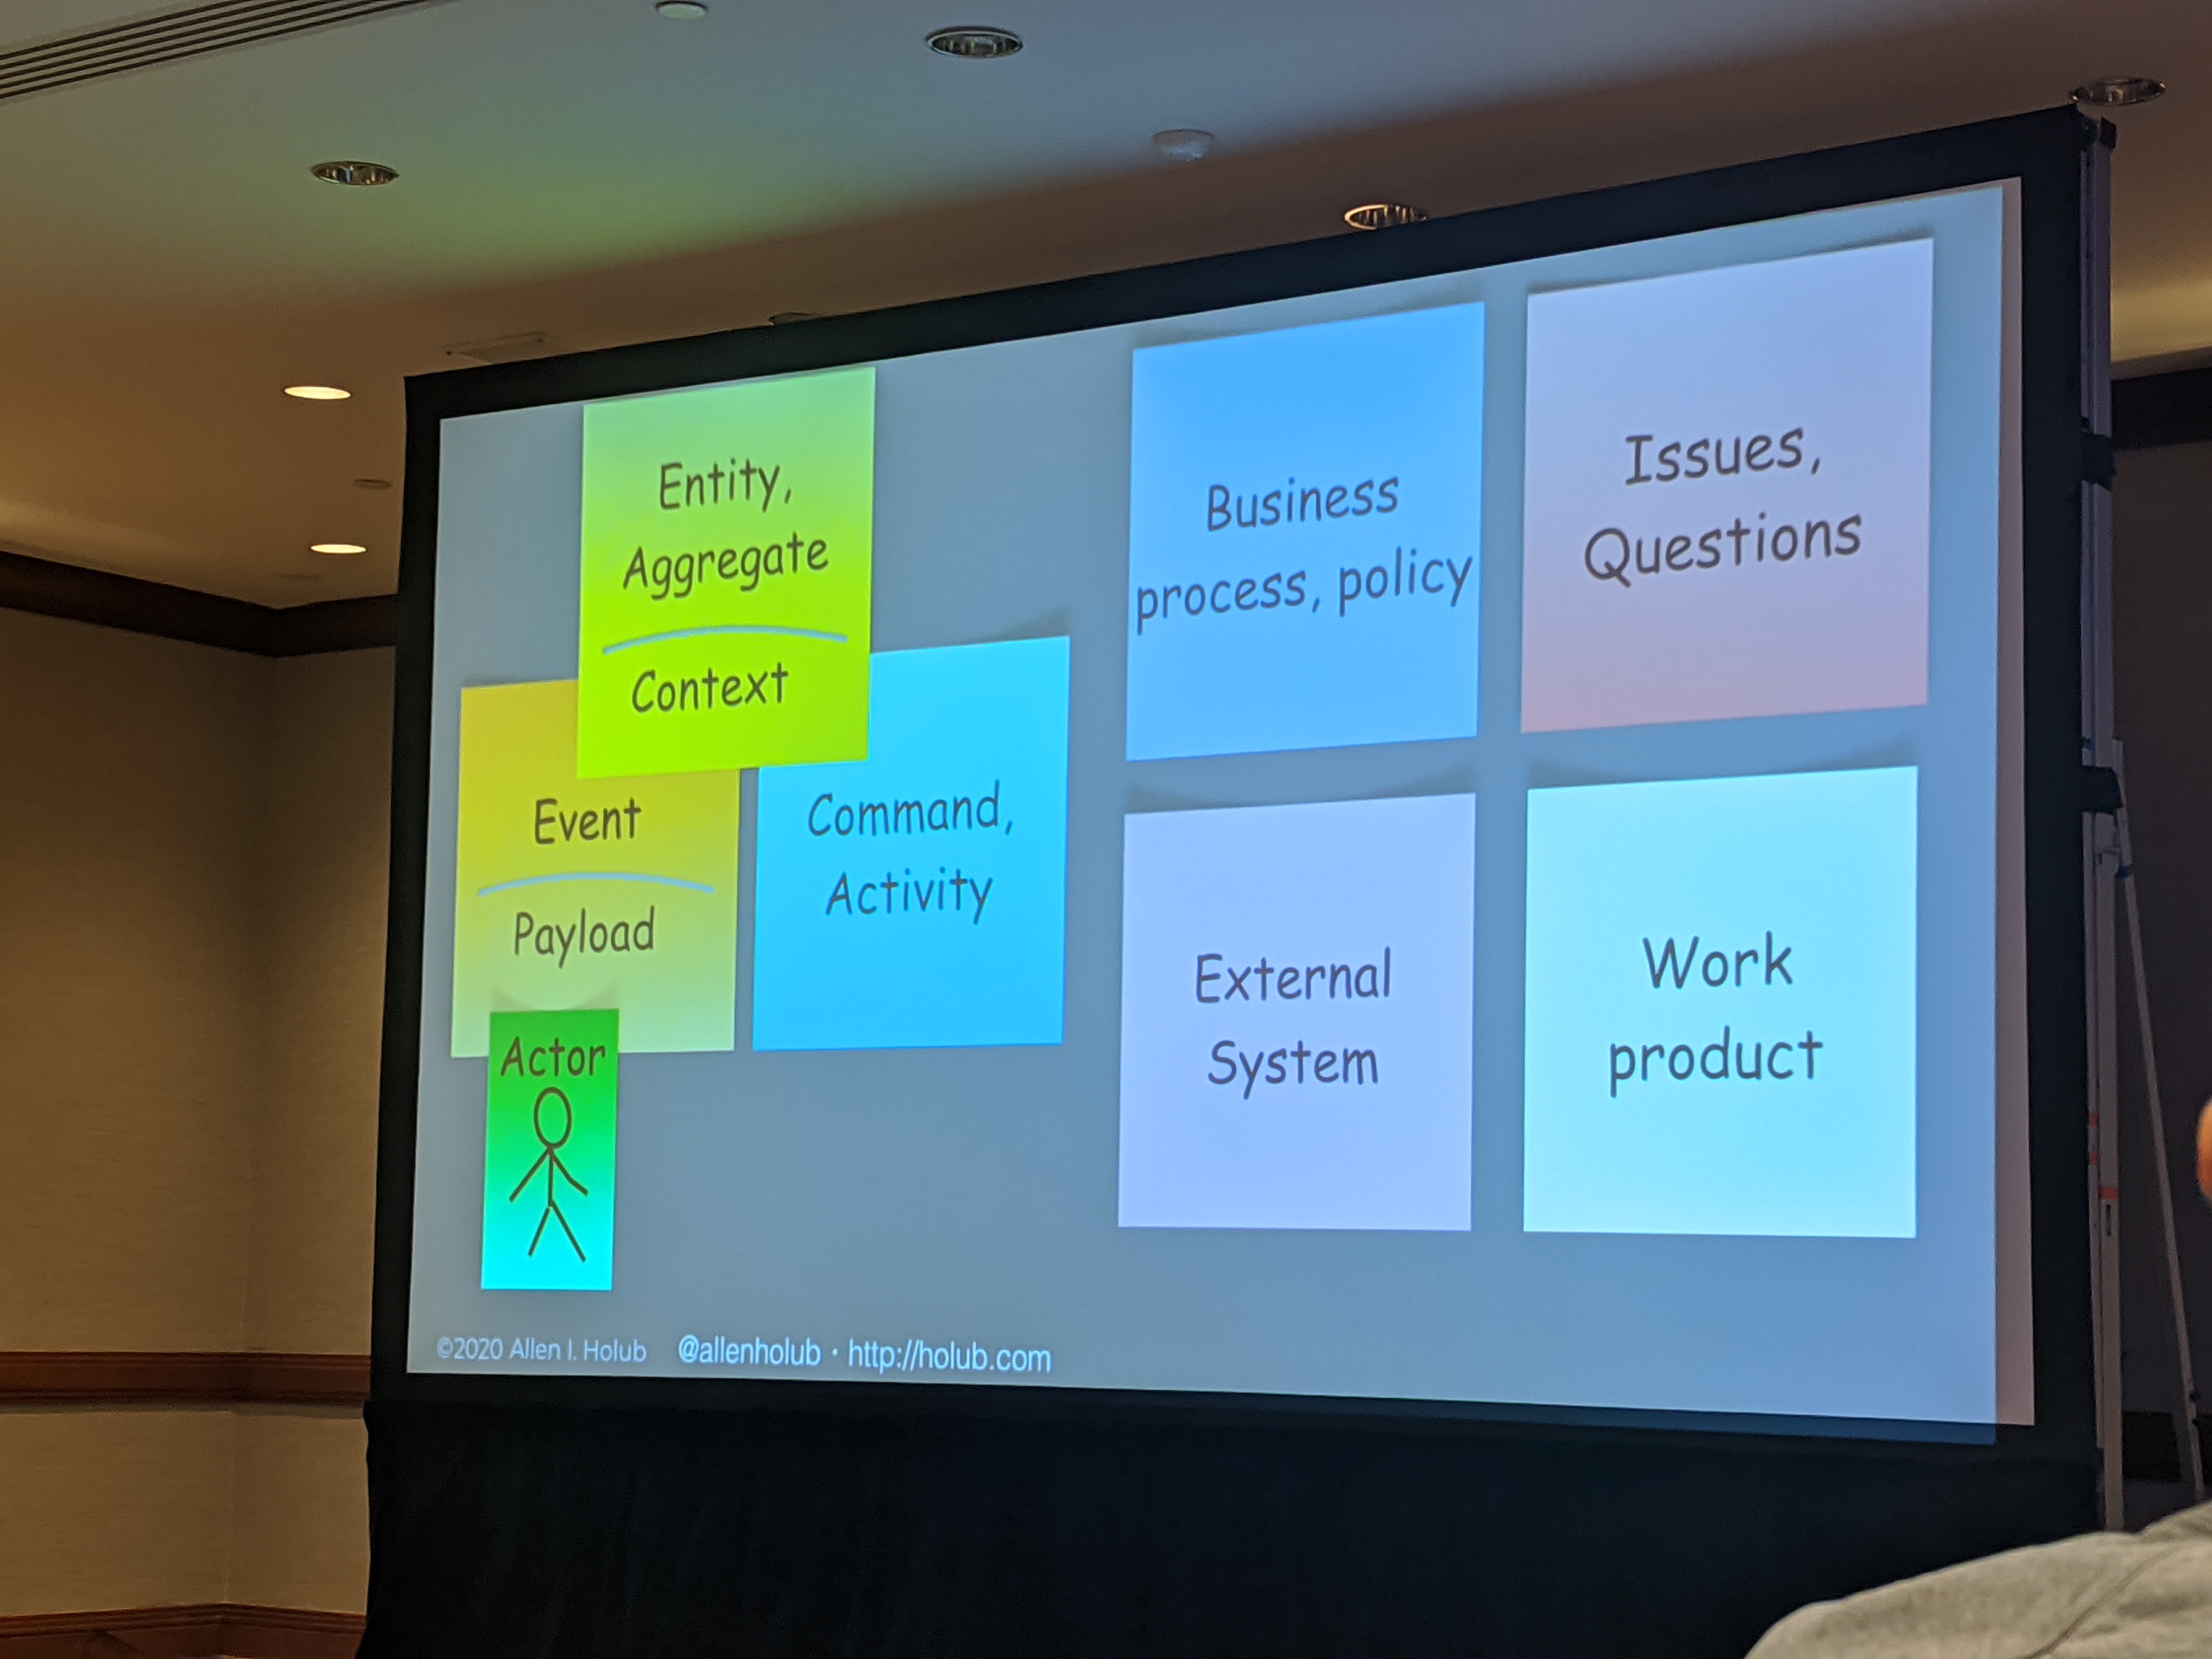 Entity,
Aggregate
Context
Event
Payload
Actor
Command,
Activity
Business
process, policy
Issues,
Questions
External
System
Work
product
©2020 Allen I. Holub @allenholub · http://holub.com